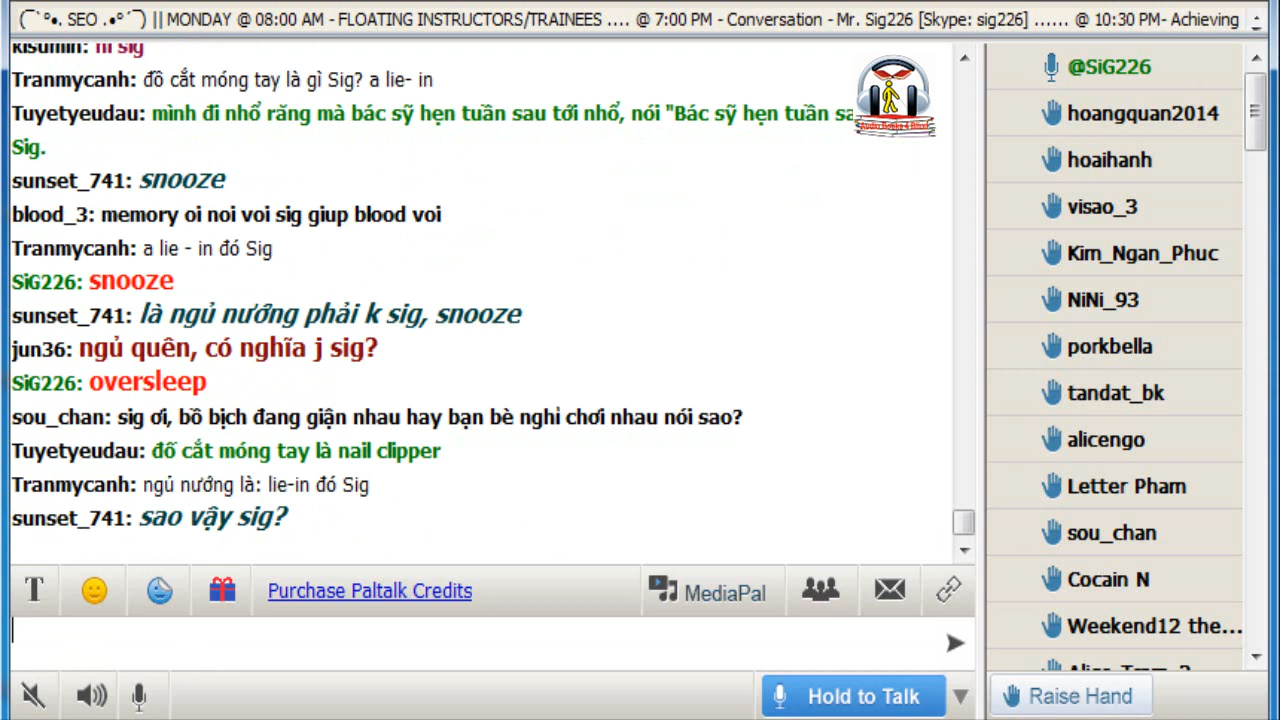 (¯`°•. SEO .•°´¯) || MONDAY @ 08:00 AM - FLOATING INSTRUCTORS/TRAINEES .... @ 7:00 PM - Conversation - Mr. Sig226 [Skype: sig226] ...... @ 10:30 PM- Achieving
kisumin: hi sig
Tranmycanh: đồ cắt móng tay là gì Sig? a lie- in
Tuyetyeudau: mình đi nhổ răng mà bác sỹ hẹn tuần sau tới nhổ, nói "Bác sỹ hẹn tuần sa
Sig.
sunset_741: snooze
blood_3: memory oi noi voi sig giup blood voi
Tranmycanh: a lie - in đó Sig
SiG226: snooze
sunset_741: là ngủ nưỡng phải k sig, snooze
jun36: ngủ quên, có nghĩa j sig?
SiG226: oversleep
sou_chan: sig ơi, bồ bịch đang giận nhau hay bạn bè nghỉ chơi nhau nói sao?
Tuyetyeudau: đố cắt móng tay là nail clipper
Tranmycanh: ngủ nướng là: lie-in đó Sig
sunset_741: sao vậy sig?
Purchase Paltalk Credits
MediaPal
Hold to Talk
@SiG226
hoangquan2014
hoaihanh
visao_3
Kim_Ngan_Phuc
NiNi_93
porkbella
tandat_bk
alicengo
Letter Pham
sou_chan
Cocain N
Weekend12 the...
Raise Hand